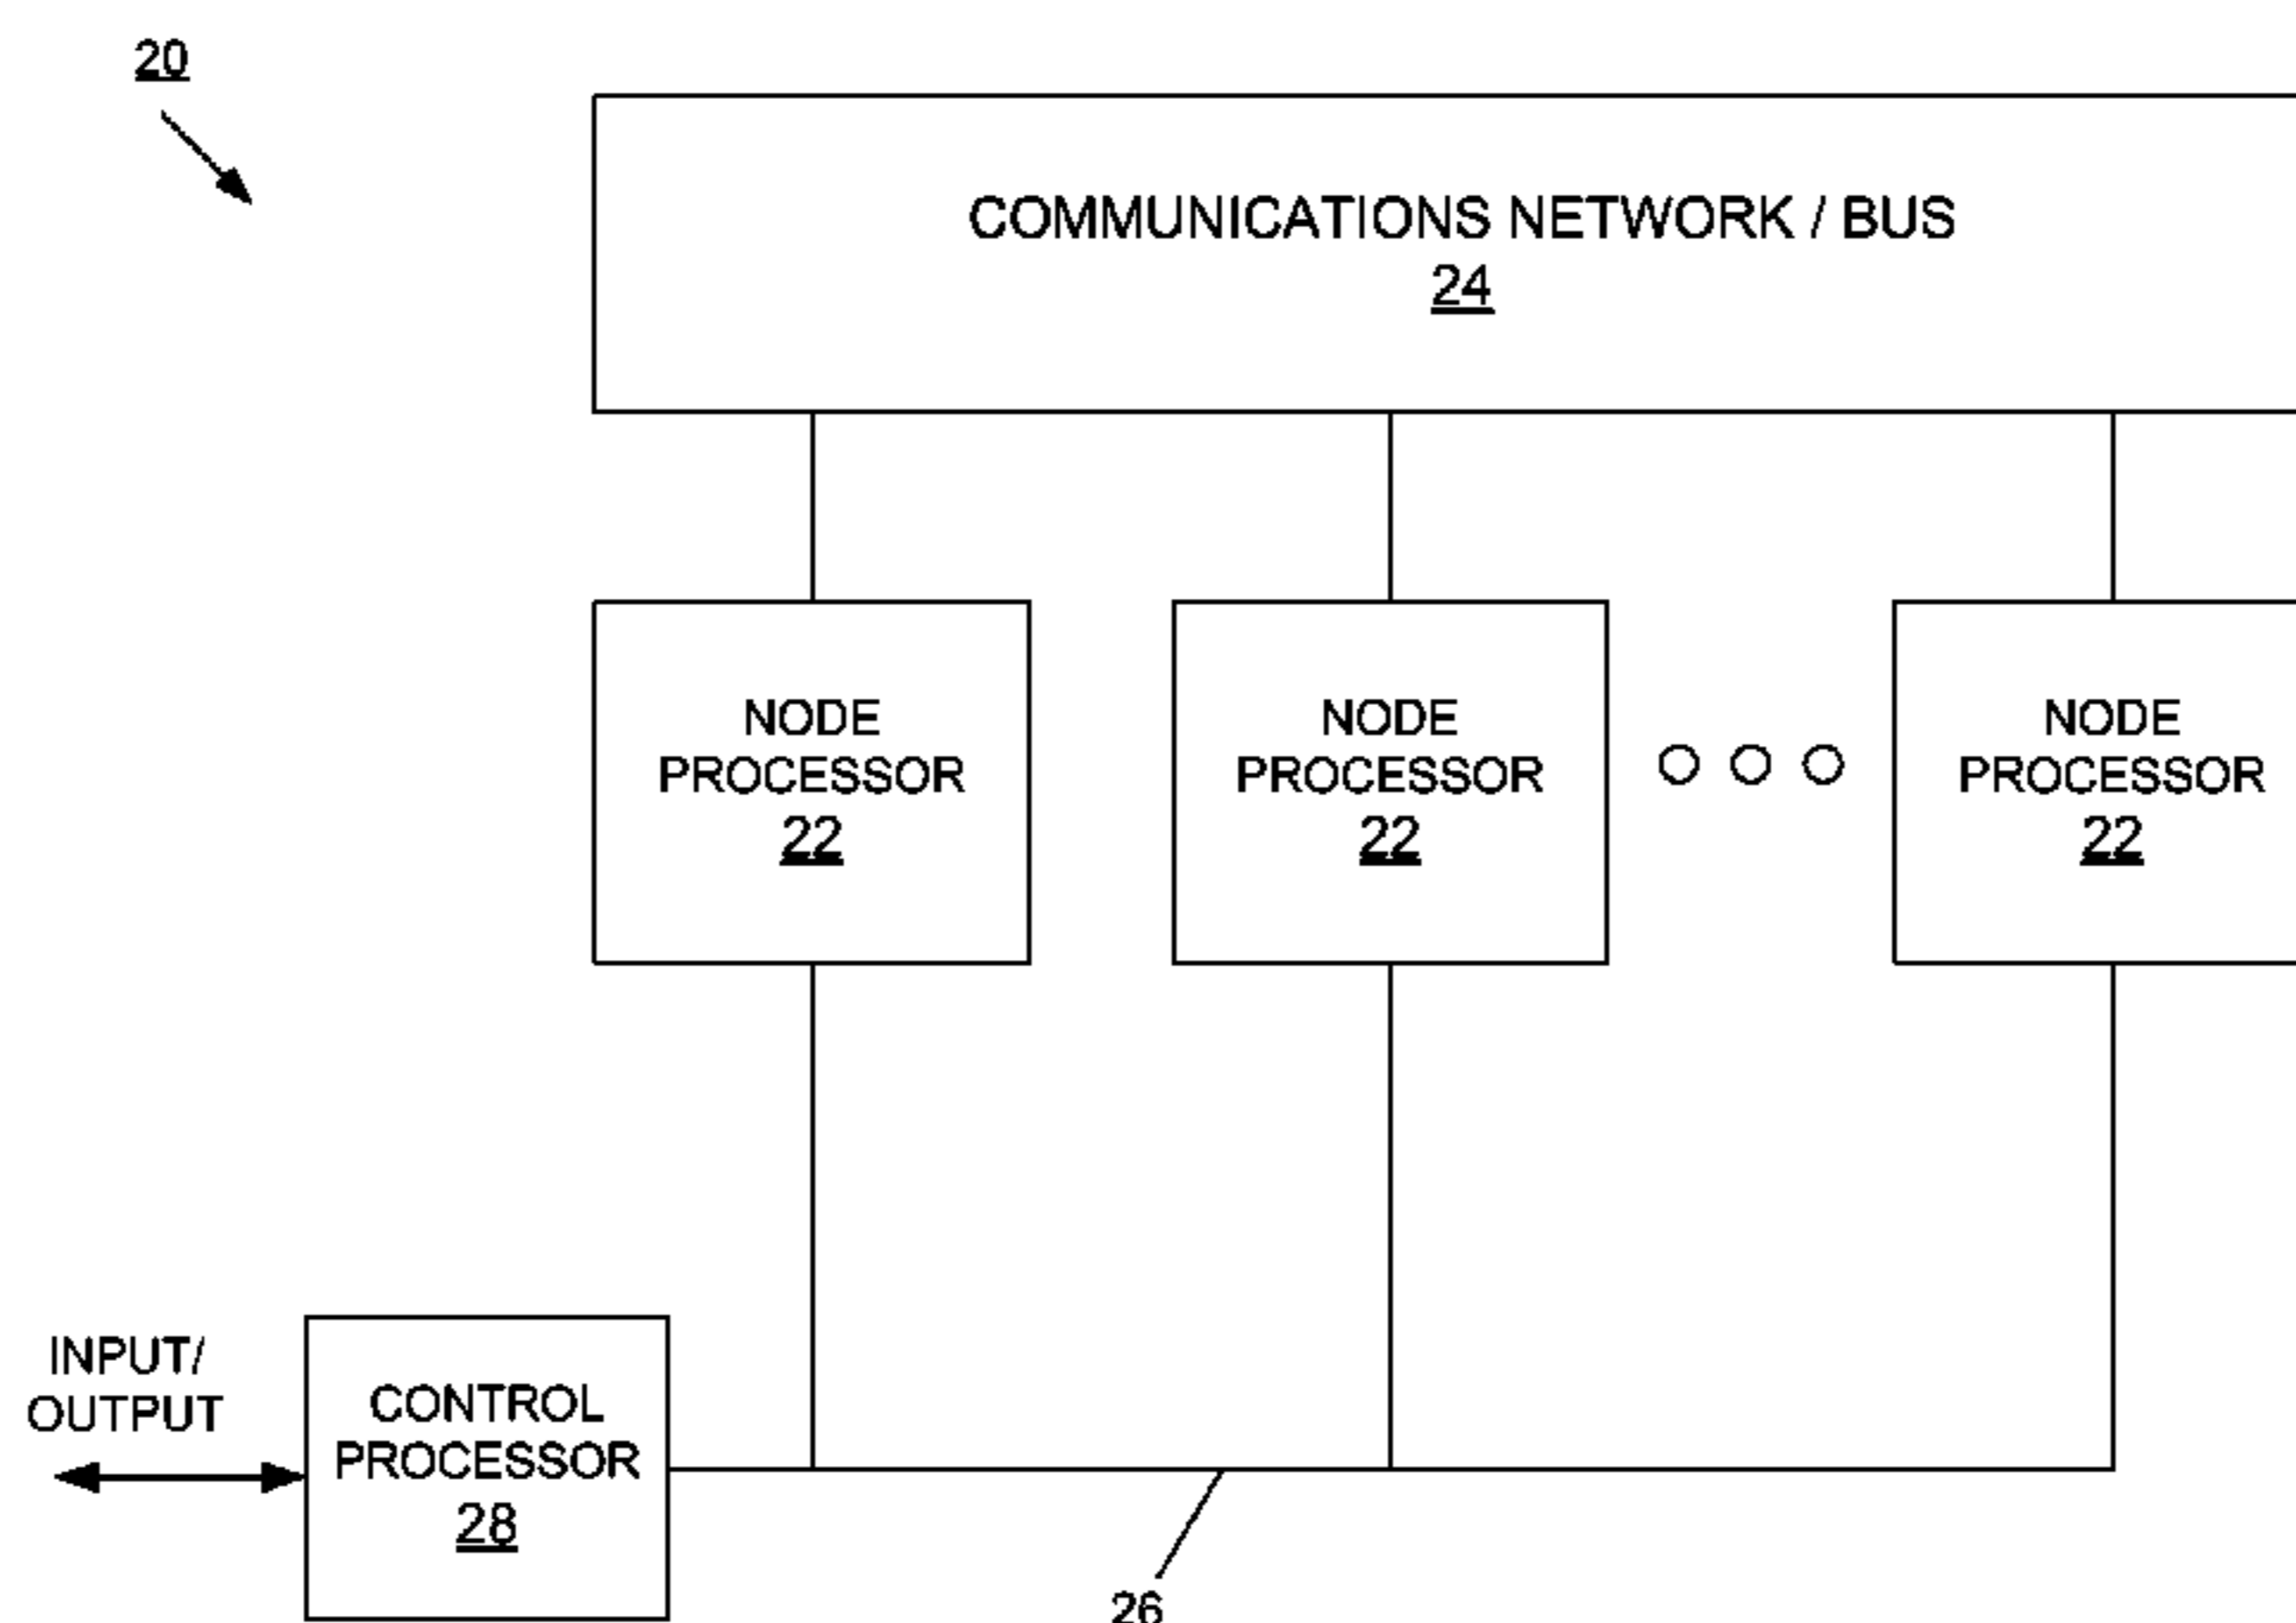 20
COMMUNICATIONS NETWORK / BUS
24
NODE
PROCESSOR
22
NODE
PROCESSOR
22
NODE
PROCESSOR
22
INPUT/
OUTPUT
CONTROL
PROCESSOR
28
26